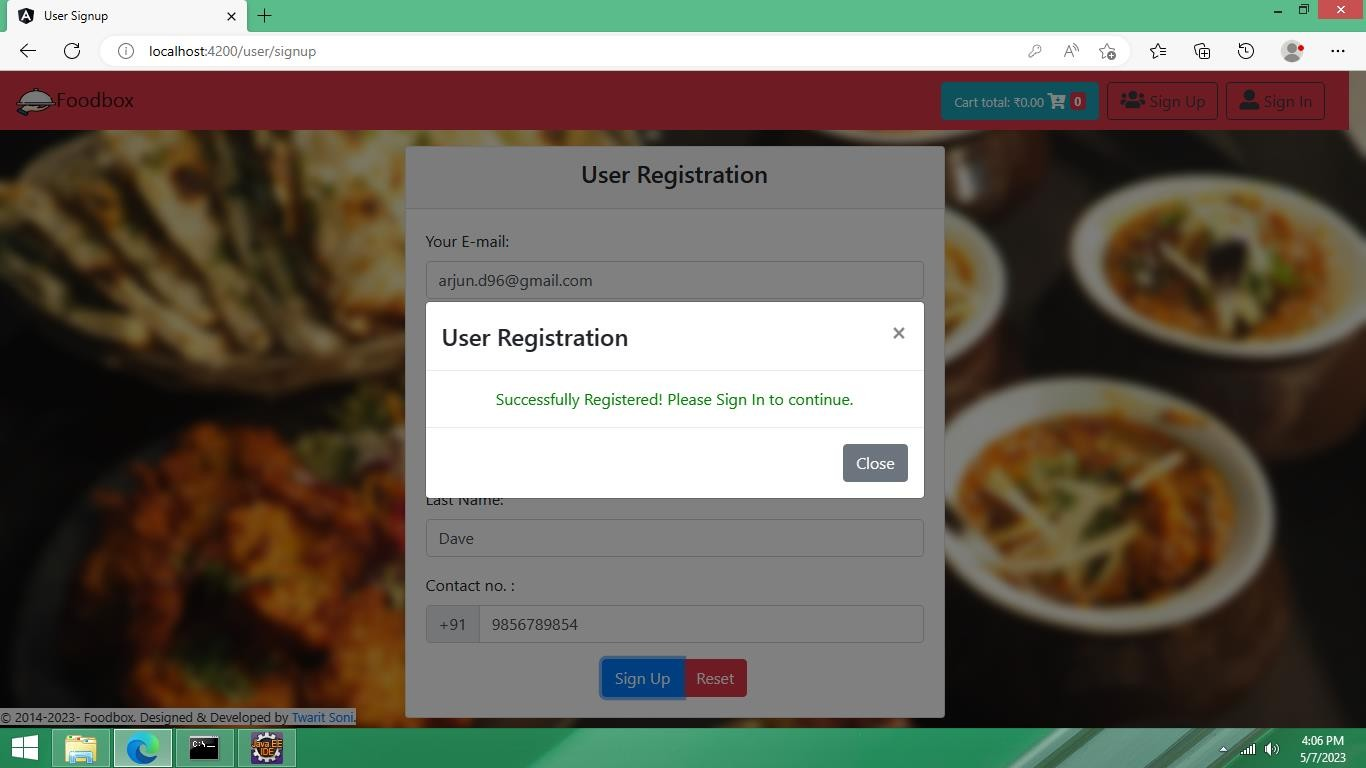 User Signup
localhost:4200/user/signup
Foodbox
Cart total: ₹0.00 0
Sign Up
Sign In
User Registration
Your E-mail:
arjun.d96@gmail.com
User Registration
×
Successfully Registered! Please Sign In to continue.
Close
Last Name:
Dave
Contact no. :
+91 9856789854
Sign Up
Reset
© 2014-2023- Foodbox. Designed & Developed by Twarit Soni.
C:\_
Java EE
IDE
4:06 PM
5/7/2023